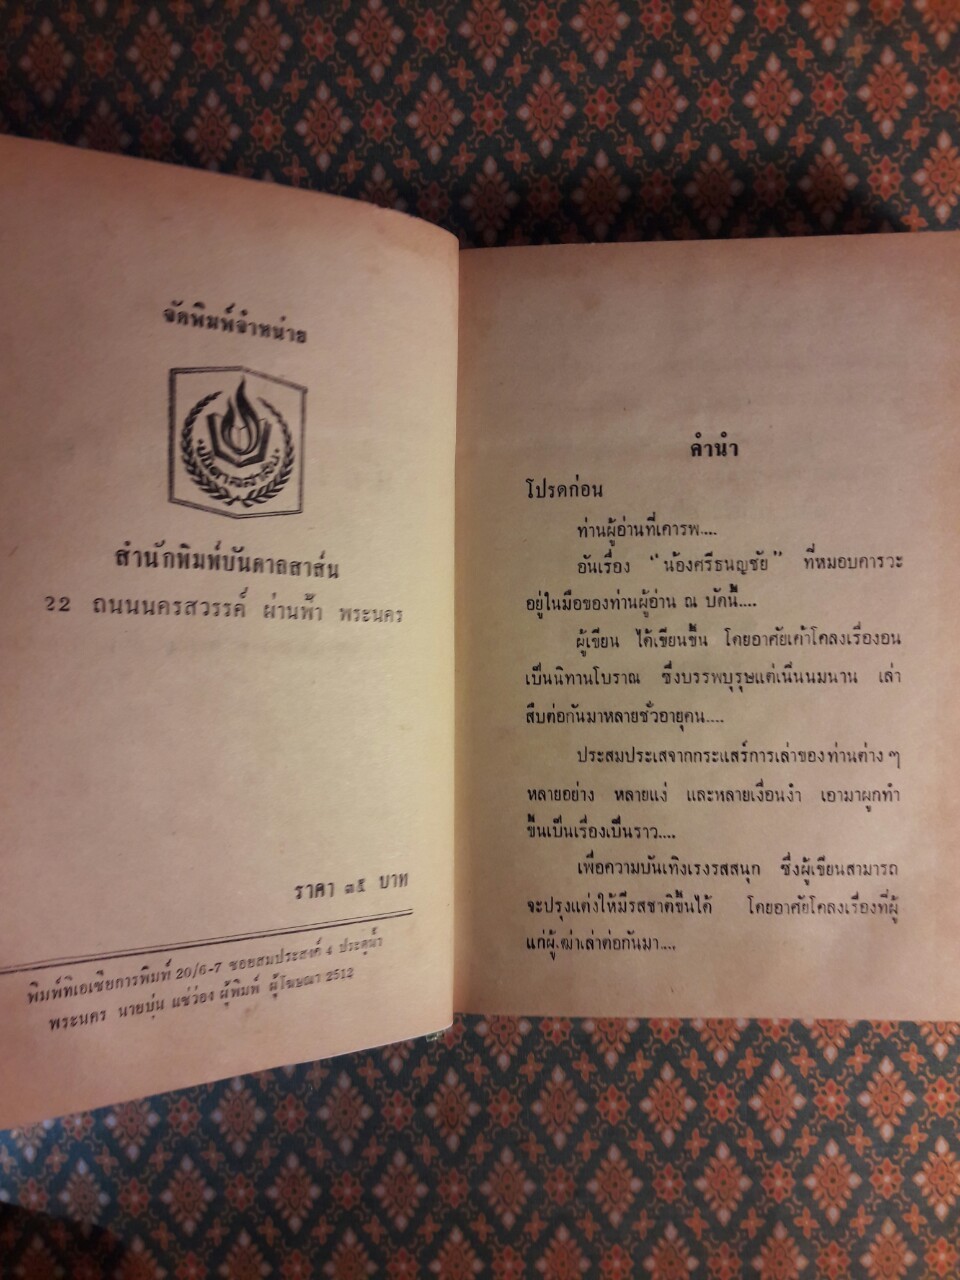 จัดพิมพ์จำหน่าย
บันดาลสาส์น
สำนักพิมพ์บันดาลสาส์น
22 ถนนนครสวรรค์ ผ่านฟ้า พระนคร
ราคา ๓๕ บาท
พิมพ์ที่เอเซียการพิมพ์ 20/6-7 ซอยสมประสงค์ 4 ประตูน้ำ
พระนคร นายบุ่น แซ่ว่อง ผู้พิมพ์ ผู้โฆษณา 2512
คำนำ
โปรดก่อน
ท่านผู้อ่านที่เคารพ....
อันเรื่อง “น้องศรีธนญชัย” ที่หมอบคารวะ
อยู่ในมือของท่านผู้อ่าน ณ บัดนี้....
ผู้เขียน ได้เขียนขึ้น โดยอาศัยเค้าโคลงเรื่องอน
เป็นนิทานโบราณ ซึ่งบรรพบุรุษแต่เนิ่นนมนาน เล่า
สืบต่อกันมาหลายชั่วอายุคน....
ประสมประเสจากกระแสร์การเล่าของท่านต่าง ๆ
หลายอย่าง หลายแง่ และหลายเงื่อนงำ เอามาผูกทำ
ขึ้นเป็นเรื่องเป็นราว....
เพื่อความบันเทิงเรงรสสนุก ซึ่งผู้เขียนสามารถ
จะปรุงแต่งให้มีรสชาติขึ้นได้ โดยอาศัยโคลงเรื่องที่ผู้
แก่ผู้เฒ่าเล่าต่อกันมา....